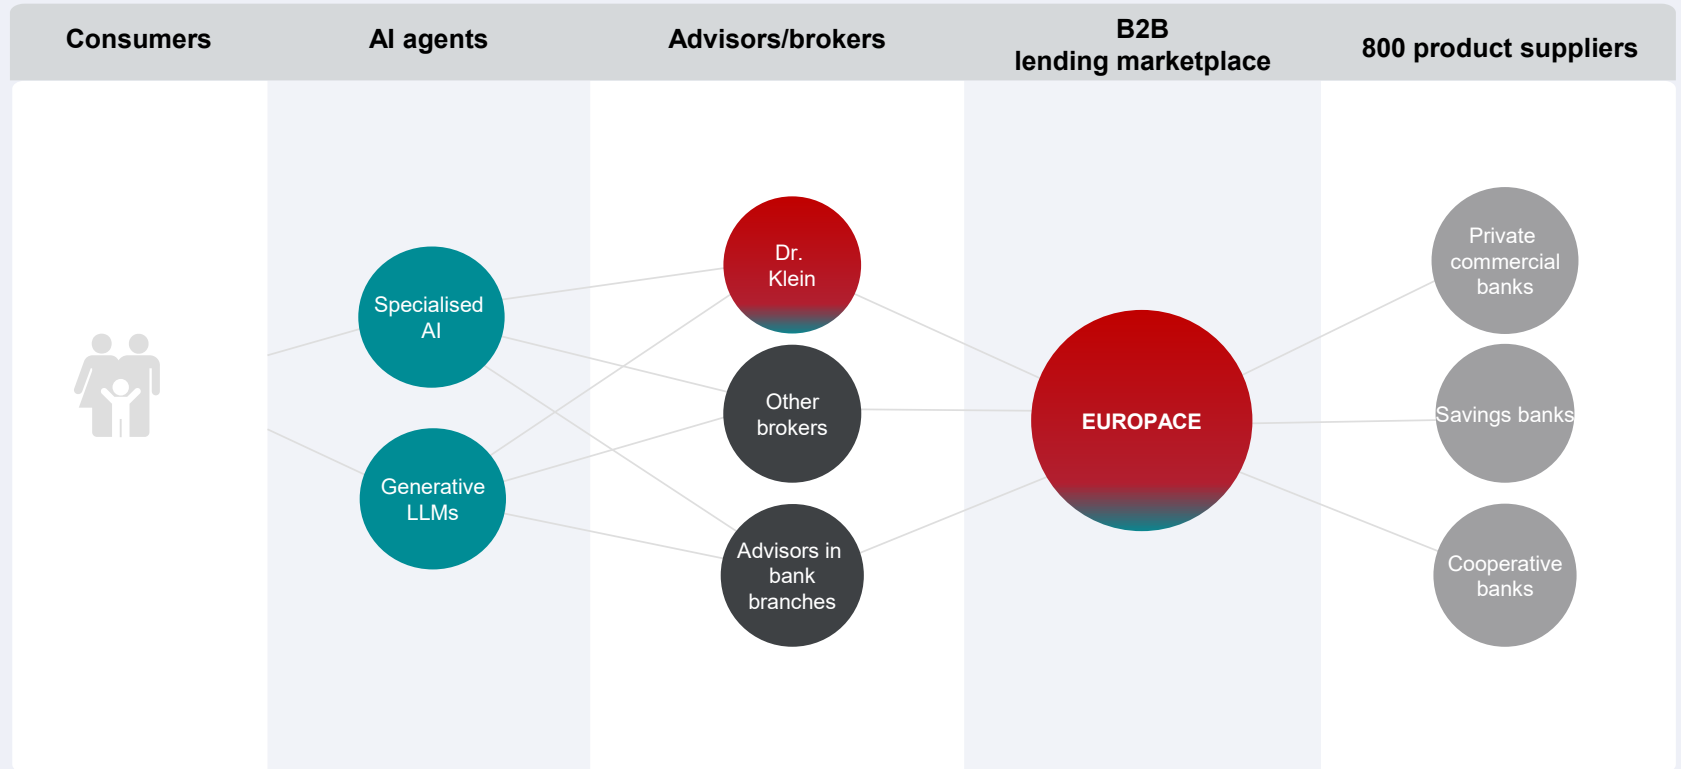 Consumers
AI agents
Advisors/brokers
B2B
lending marketplace
800 product suppliers
Specialised
AI
Generative
LLMs
Dr.
Klein
Other
brokers
Advisors in
bank
branches
EUROPACE
Private
commercial
banks
Savings banks
Cooperative
banks